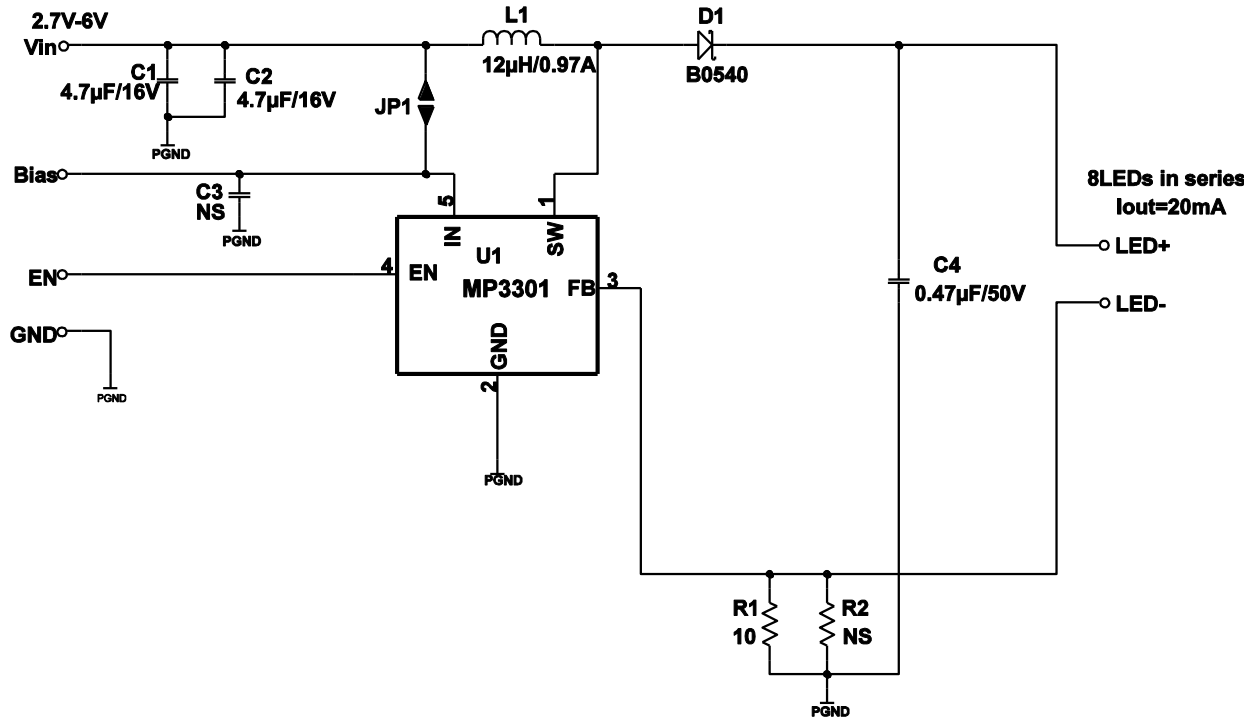 2.7V-6V
Vin
L1
12µH/0.97A
D1
B0540
C1
4.7µF/16V
C2
4.7µF/16V
JP1
PGND
Bias
C3
NS
PGND
5
1
IN
SW
U1
MP3301
EN
4
EN
FB
3
GND
2
GND
PGND
PGND
8LEDs in series
Iout=20mA
LED+
LED-
C4
0.47µF/50V
R1
10
R2
NS
PGND